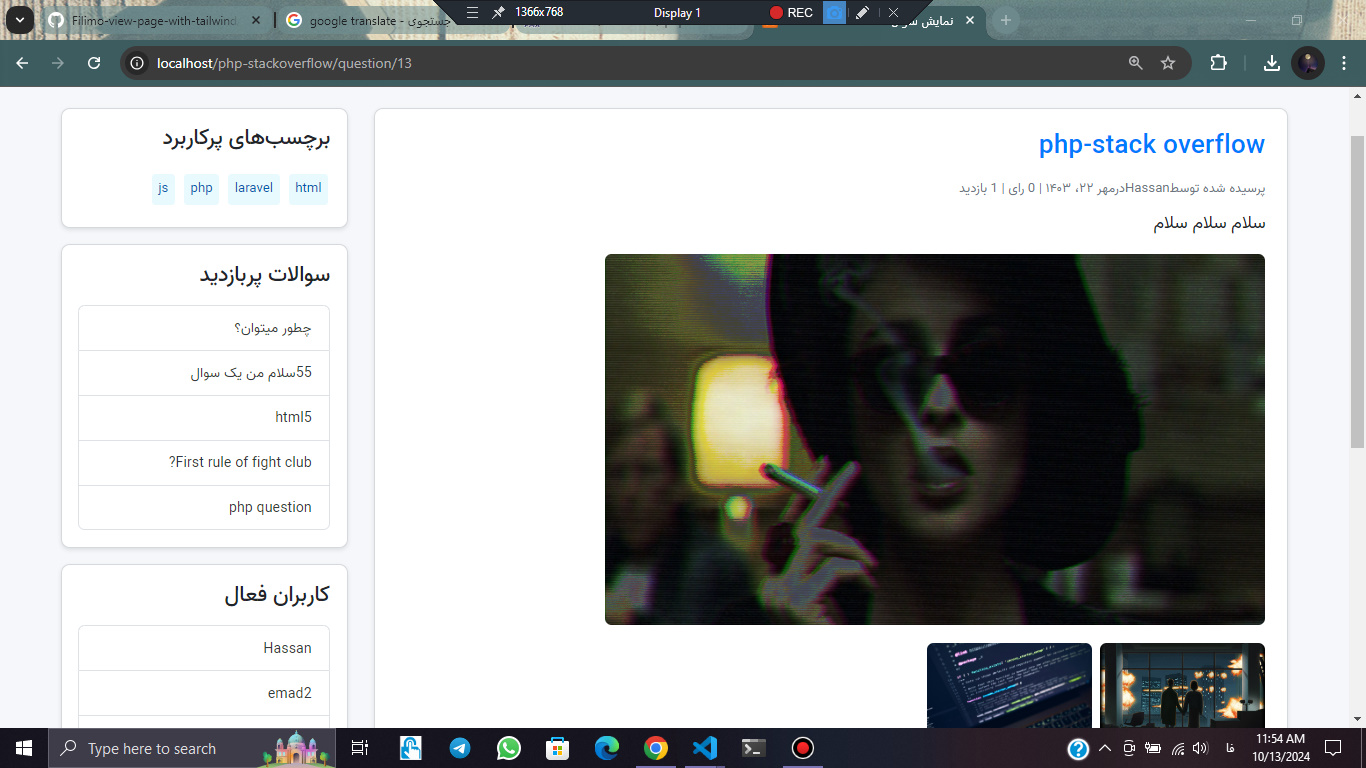 Filimo-view-page-with-tailwind
google translate - جستجوی
1366x768
Display 1
REC
localhost/php-stackoverflow/question/13
php-stack overflow
پرسیده شده توسطHassanدرمهر ۲۲، ۱۴۰۳ | 0 رای | 1 بازدید
سلام سلام سلام
برچسب‌های پرکاربرد
html laravel php js
سوالات پربازدید
چطور میتوان؟
55سلام من یک سوال
html5
First rule of fight club?
php question
کاربران فعال
Hassan
emad2
Type here to search
فا
11:54 AM
10/13/2024